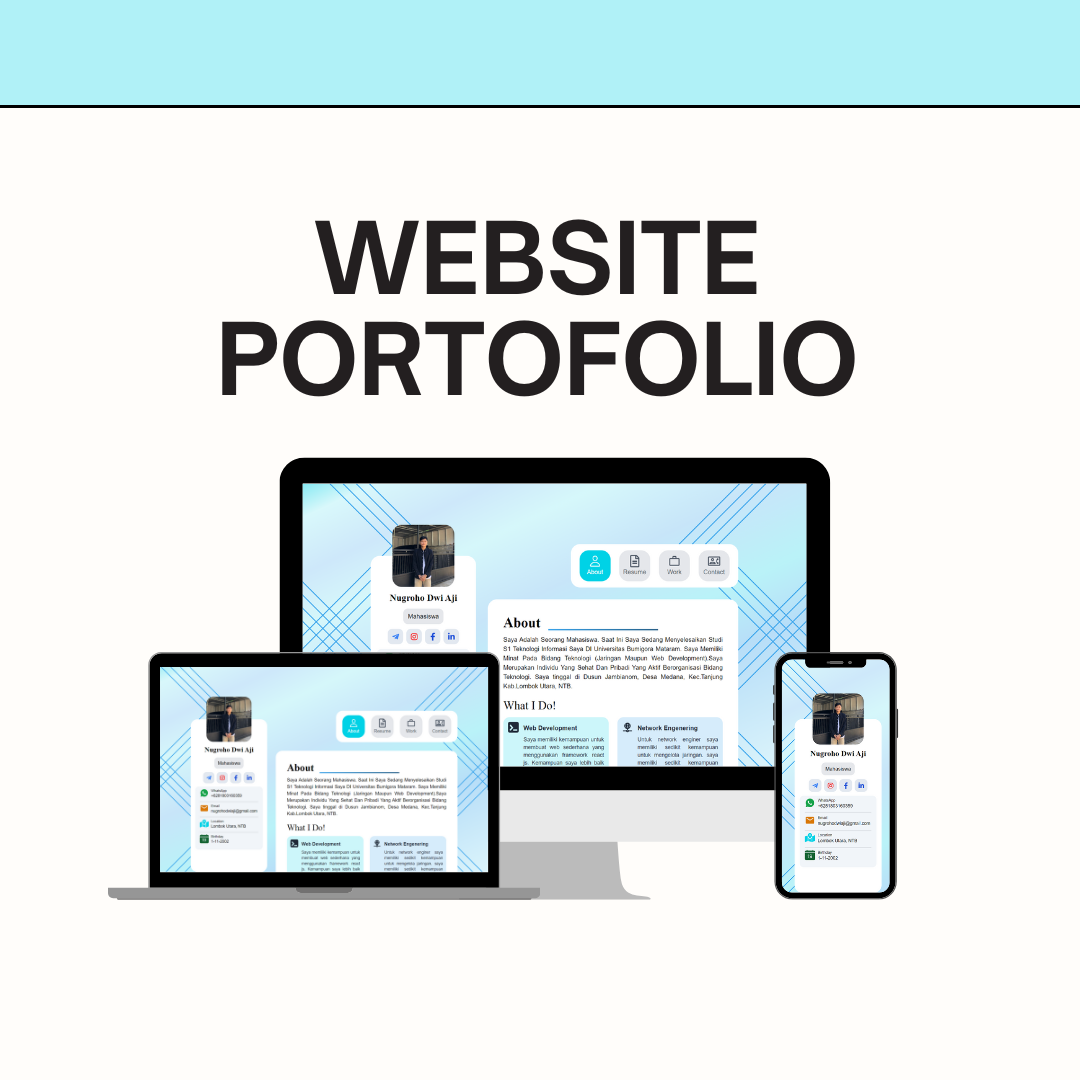 WEBSITE
PORTOFOLIO
Nugroho Dwi Aji
Mahasiswa
About
Resume
Work
Contact
About
Saya Adalah Seorang Mahasiswa. Saat Ini Saya Sedang Menyelesaikan Studi
S1 Teknologi Informasi Saya DI Universitas Bumigora Mataram. Saya Memiliki
Minat Pada Bidang Teknologi (Jaringan Maupun Web Development).Saya
Merupakan Individu Yang Sehat Dan Pribadi Yang Aktif Berorganisasi Bidang
Teknologi. Saya tinggal di Dusun Jambianom, Desa Medana, Kec.Tanjung
Kab.Lombok Utara, NTB.
What I Do!
Web Development
Saya memiliki kemampuan untuk
membuat web sederhana yang
menggunakan framework react
js. Kemampuan saya lebih baik
Network Engenering
Untuk network enginer saya
memiliki sedikit kemampuan
untuk mengelola jaringan. saya
memiliki sedikit kemampuan
Nugroho Dwi Aji
Mahasiswa
WhatsApp
Email
nugrohodwiaji@gmail.com
Location
Lombok Utara, NTB
Birthday
1-11-2002
About
Resume
Work
Contact
About
Saya Adalah Seorang Mahasiswa. Saat Ini Saya Sedang Menyelesaikan Studi
S1 Teknologi Informasi Saya DI Universitas Bumigora Mataram. Saya Memiliki
Minat Pada Bidang Teknologi (Jaringan Maupun Web Development).Saya
Merupakan Individu Yang Sehat Dan Pribadi Yang Aktif Berorganisasi Bidang
Teknologi. Saya tinggal di Dusun Jambianom, Desa Medana, Kec.Tanjung
Kab.Lombok Utara, NTB.
What I Do!
Web Development
Saya memiliki kemampuan untuk
membuat web sederhana yang
menggunakan framework react
js. Kemampuan saya lebih baik
Network Engenering
Untuk network enginer saya
memiliki sedikit kemampuan
untuk mengelola jaringan. saya
memiliki sedikit kemampuan
Nugroho Dwi Aji
Mahasiswa
WhatsApp
Email
nugrohodwiaji@gmail.com
Location
Lombok Utara, NTB
Birthday
1-11-2002